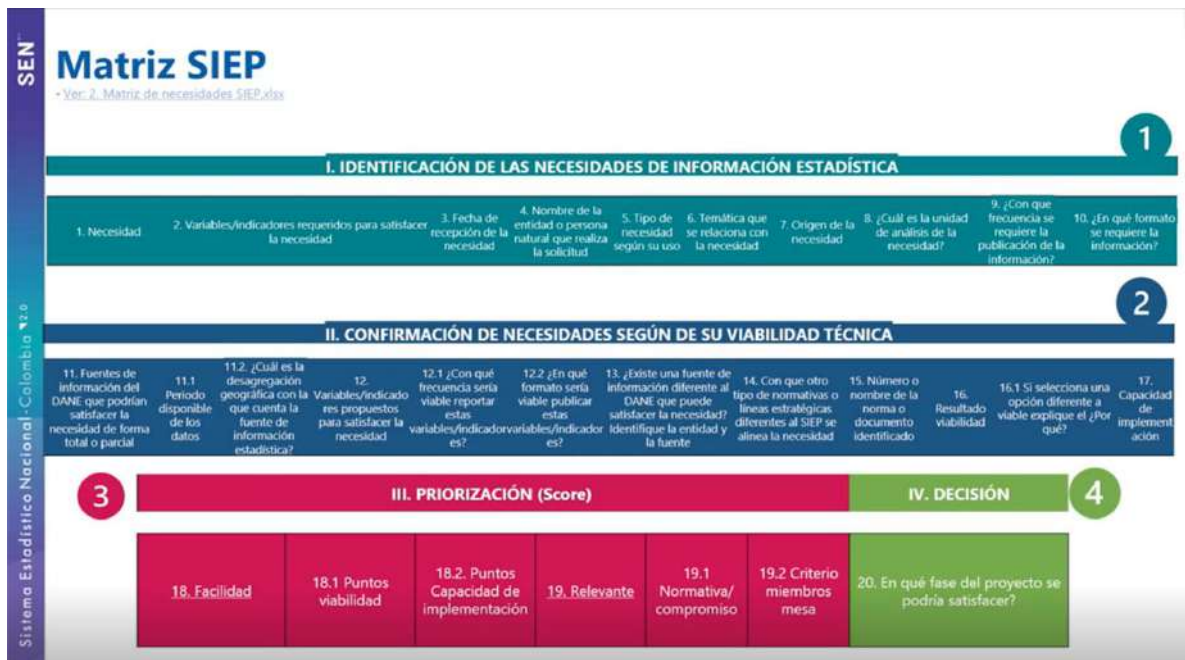 SEN
Sistema Estadístico Nacional-Colombia 2.0
Matriz SIEP
- Ver: 2. Matriz de necesidades SIEP.xlsx
1
I. IDENTIFICACIÓN DE LAS NECESIDADES DE INFORMACIÓN ESTADÍSTICA
1. Necesidad
2. Variables/indicadores requeridos para satisfacer
la necesidad
3. Fecha de
recepción de la
necesidad
4. Nombre de la
entidad o persona
natural que realiza
la solicitud
5. Tipo de
necesidad
según su uso
6. Temática que
se relaciona con
la necesidad
7. Origen de la
necesidad
8. ¿Cuál es la unidad
de análisis de la
necesidad?
9. ¿Con que
frecuencia se
requiere la
publicación de la
información?
10. ¿En qué formato
se requiere la
información?
2
II. CONFIRMACIÓN DE NECESIDADES SEGÚN DE SU VIABILIDAD TÉCNICA
11. Fuentes de
información del
DANE que podrían
satisfacer la
necesidad de forma
total o parcial
11.1
Periodo
disponible
de los
datos
11.2. ¿Cuál es la
desagregación
geográfica con la
que cuenta la
fuente de
información
estadística?
12.
Variables/indicado
res propuestos
para satisfacer la
necesidad
12.1 ¿Con qué
frecuencia sería
viable reportar
estas
variables/indicador
es?
12.2 ¿En qué
formato sería
viable publicar
estas
variables/indicador
es?
13. ¿Existe una fuente de
información diferente al
DANE que puede
satisfacer la necesidad?
Identifique la entidad y
la fuente
14. Con que otro
tipo de normativas o
líneas estratégicas
diferentes al SIEP se
alinea la necesidad
15. Número o
nombre de la
norma o
documento
identificado
16.
Resultado
viabilidad
16.1 Si selecciona una
opción diferente a
viable explique el ¿Por
qué?
17.
Capacidad
de
implement
ación
3
III. PRIORIZACIÓN (Score)
IV. DECISIÓN
4
18. Facilidad
18.1 Puntos
viabilidad
18.2. Puntos
Capacidad de
implementación
19. Relevante
19.1
Normativa/
compromiso
19.2 Criterio
miembros
mesa
20. En qué fase del proyecto se
podría satisfacer?